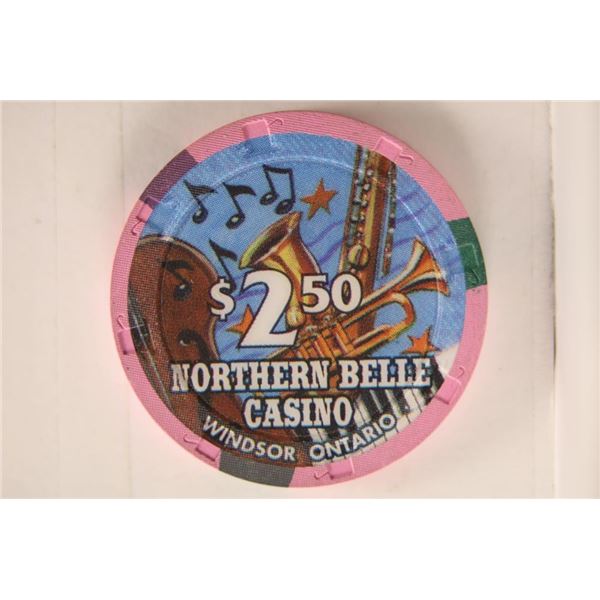 $2.50
NORTHERN BELLE
CASINO
WINDSOR ONTARIO